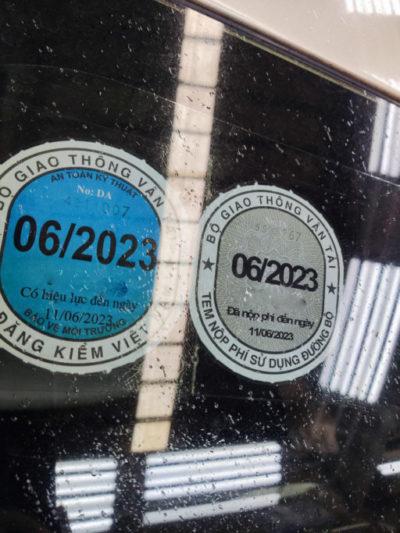 BỘ GIAO THÔNG VẬN
AN TOÀN KỸ THUẬT
No: DA
06/2023
Có hiệu lực đến ngày
11/06/2023
BẢO VỆ MÔI TRƯỜNG
ĐĂNG KIỂM VIỆT
BỘ GIAO THÔNG VẬN TẢI
06/2023
Đã nộp phí đến ngày
11/06/2023
TEM NỘP PHÍ SỬ DỤNG ĐƯỜNG BỘ